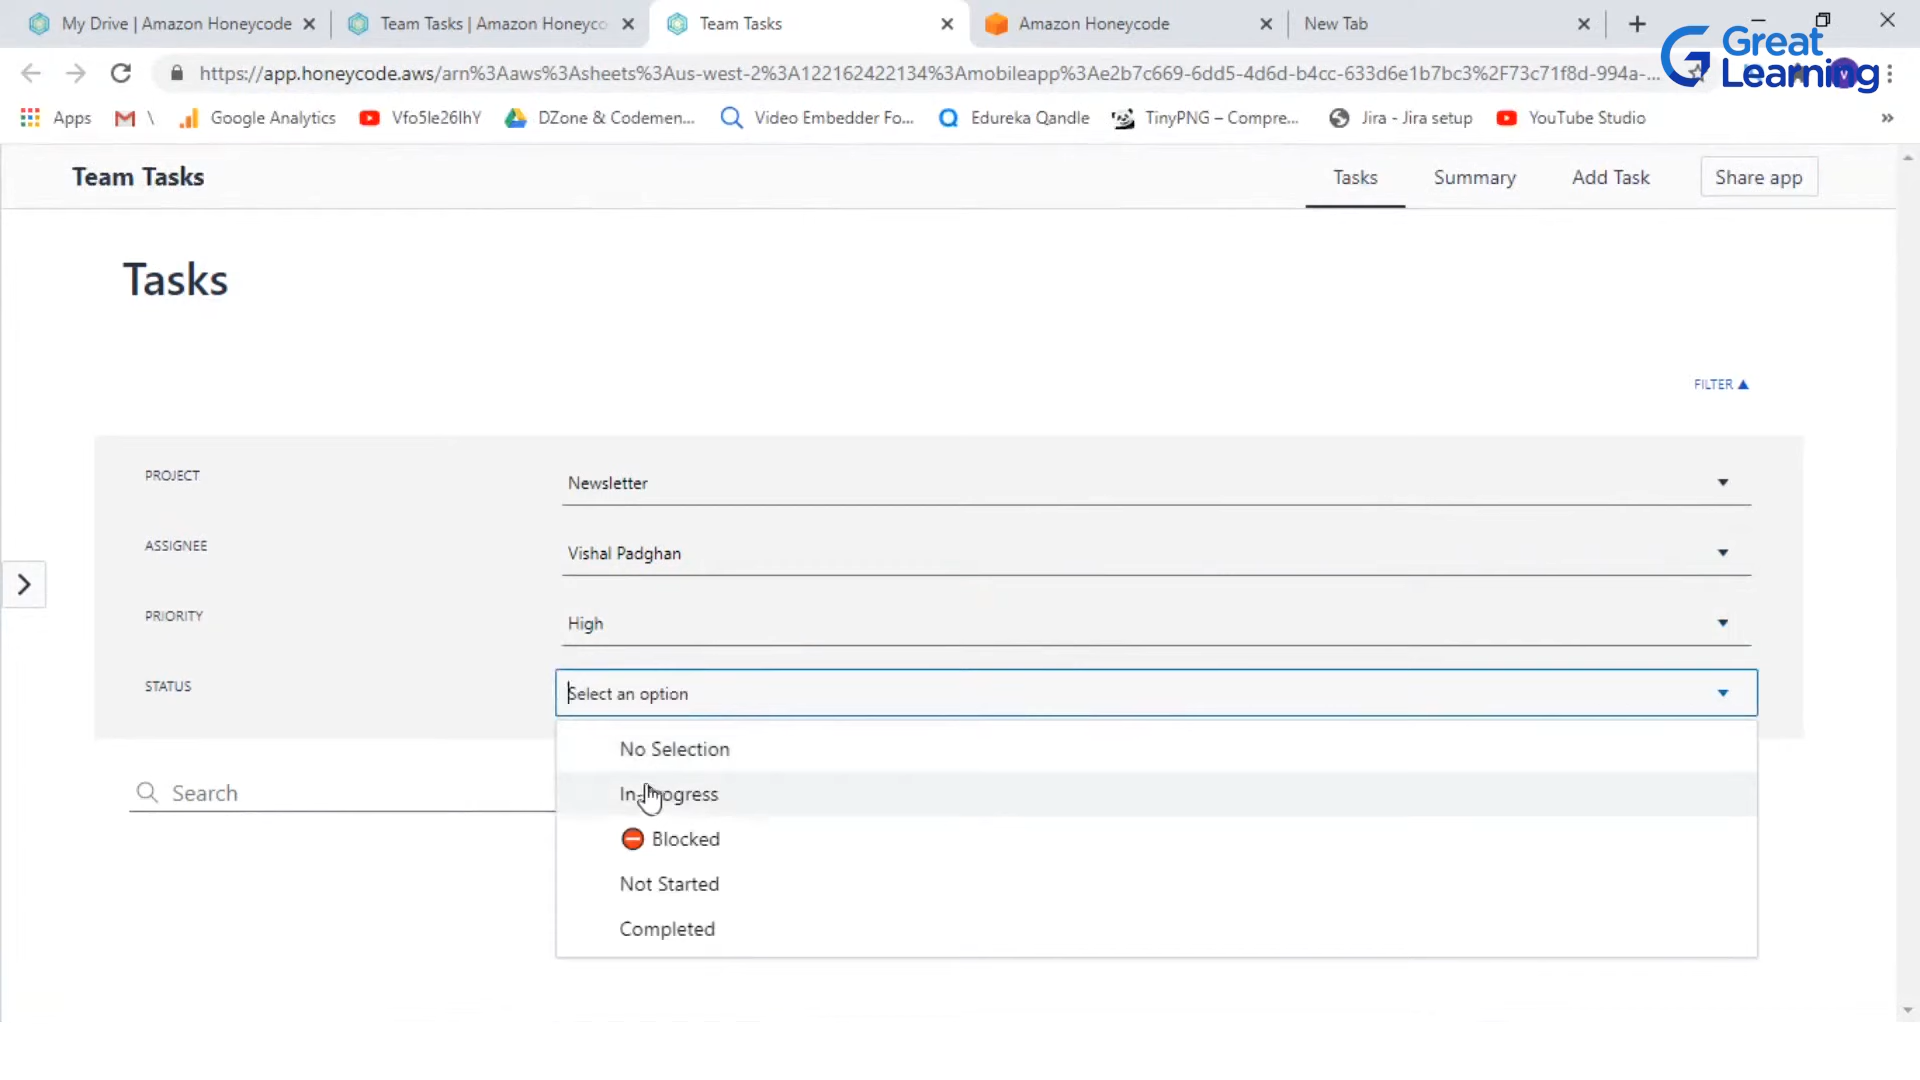 My Drive | Amazon Honeycode
Team Tasks | Amazon Honeyco
Team Tasks
Amazon Honeycode
New Tab
https://app.honeycode.aws/arn%3Aaws%3Asheets%3Aus-west-2%3A122162422134%3Amobileapp%3Ae2b7c669-6dd5-4d6d-b4cc-633d6e1b7bc3%2F73c71f8d-994a-...
Great Learning
Apps
\
Google Analytics
Vfo5le26IhY
DZone & Codemen...
Video Embedder Fo...
Edureka Qandle
TinyPNG – Compre...
Jira - Jira setup
YouTube Studio
»
Team Tasks
Tasks
Summary
Add Task
Share app
Tasks
FILTER
PROJECT
Newsletter
ASSIGNEE
Vishal Padghan
PRIORITY
High
STATUS
Select an option
No Selection
In-Progress
Blocked
Not Started
Completed
Search